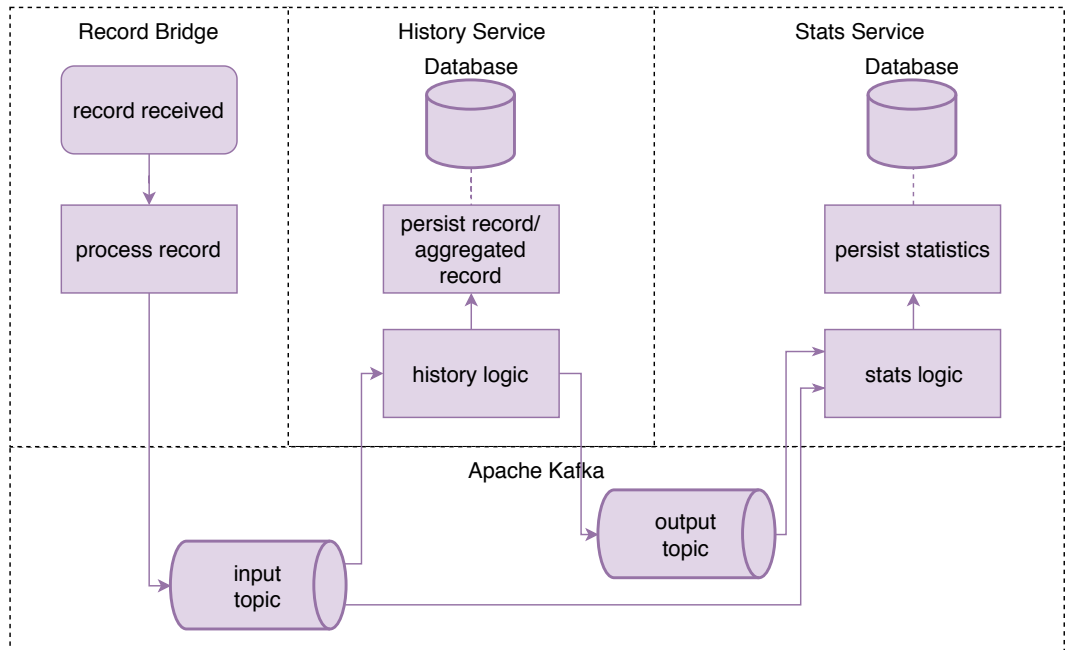 Record Bridge
record received
process record
History Service
Database
persist record/
aggregated
record
history logic
Stats Service
Database
persist statistics
stats logic
Apache Kafka
input
topic
output
topic